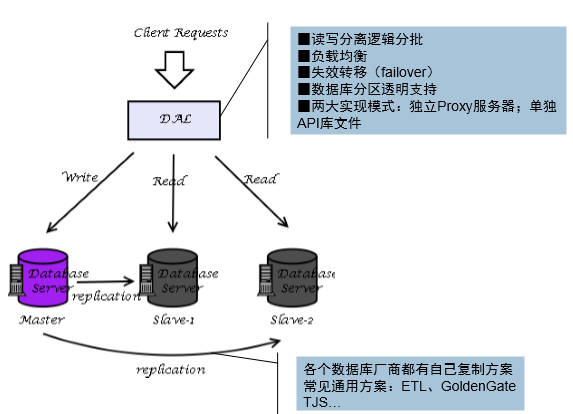 Client Requests
■读写分离逻辑分批
■负载均衡
■失效转移（failover）
■数据库分区透明支持
■两大实现模式：独立Proxy服务器；单独
API库文件
DAL
Write
Read
Read
Database
Server
Database
Server
Database
Server
replication
Master
Slave-1
Slave-2
replication
各个数据库厂商都有自己复制方案
常见通用方案：ETL、GoldenGate
TJS...